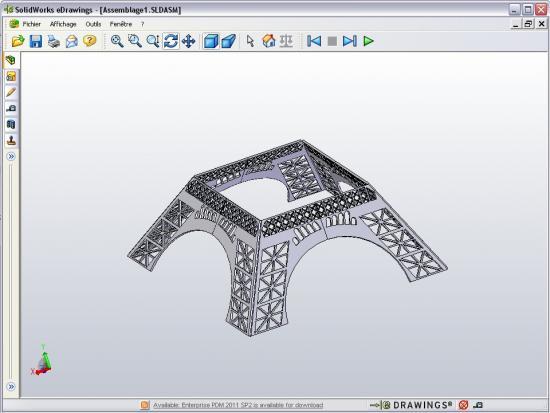 SolidWorks eDrawings - [Assemblage1.SLDASM]
Fichier Affichage Outils Fenêtre ?
Y
X
Available: Enterprise PDM 2011 SP2 is available for download
DRAWINGS®